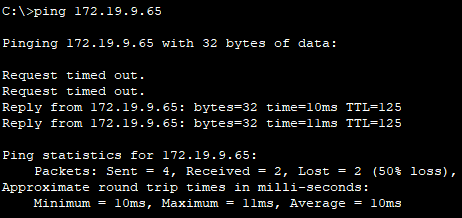 C:\>ping 172.19.9.65
Pinging 172.19.9.65 with 32 bytes of data:
Request timed out.
Request timed out.
Reply from 172.19.9.65: bytes=32 time=10ms TTL=125
Reply from 172.19.9.65: bytes=32 time=11ms TTL=125
Ping statistics for 172.19.9.65:
    Packets: Sent = 4, Received = 2, Lost = 2 (50% loss),
Approximate round trip times in milli-seconds:
    Minimum = 10ms, Maximum = 11ms, Average = 10ms